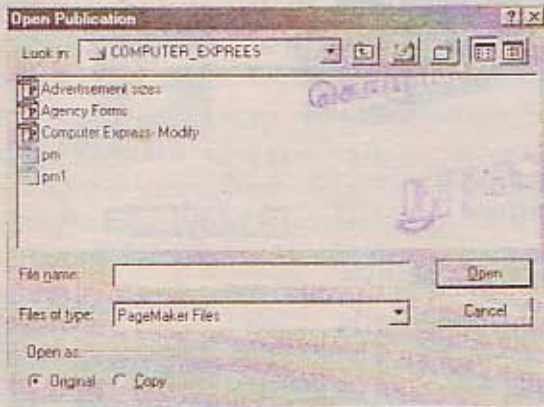 Open Publication
Look in: COMPUTER_EXPREES
Advertisement sizes
Agency Forms
Computer Express- Modify
pm
pm1
File name:
Open
Files of type: PageMaker Files
Cancel
Open as:
Original Copy